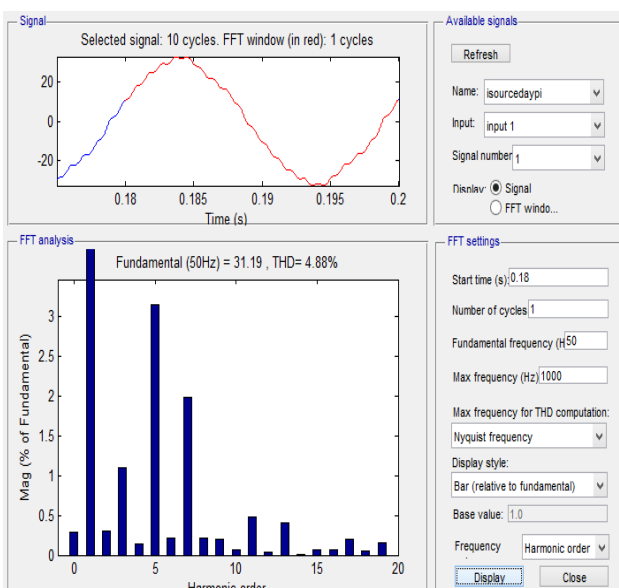 Signal
Selected signal: 10 cycles. FFT window (in red): 1 cycles
20
0
-20
0.18 0.185 0.19 0.195 0.2
Time (s)
FFT analysis
Fundamental (50Hz) = 31.19 , THD= 4.88%
Mag (% of Fundamental)
3
2.5
2
1.5
1
0.5
0
0 5 10 15 20
Harmonic order
Available signals
Refresh
Name: isourcedaypi
Input: input 1
Signal number 1
Display: Signal
FFT windo...
FFT settings
Start time (s): 0.18
Number of cycles 1
Fundamental frequency (H 50
Max frequency (Hz) 1000
Max frequency for THD computation:
Nyquist frequency
Display style:
Bar (relative to fundamental)
Base value: 1.0
Frequency
Harmonic order
Display Close